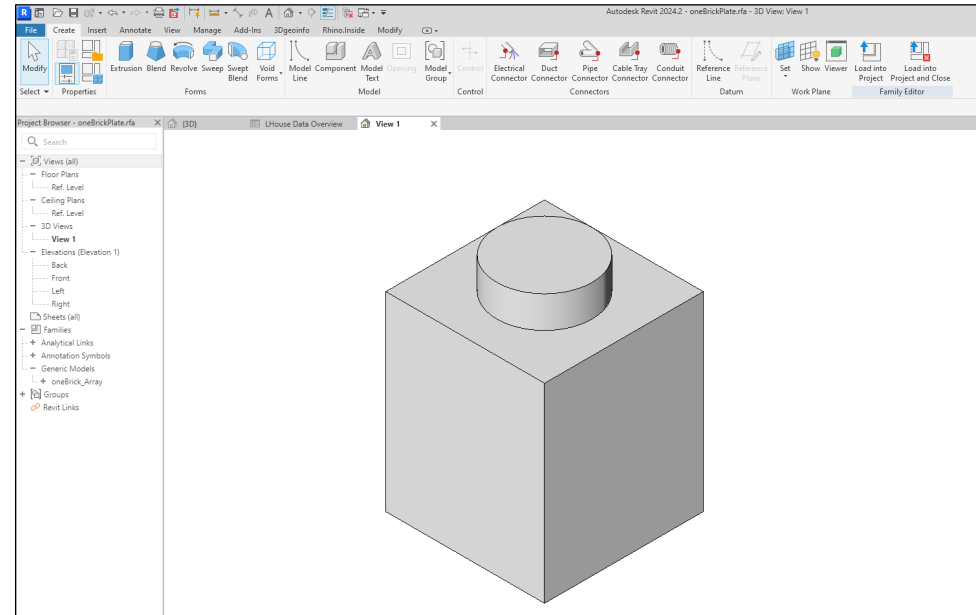 R Autodesk Revit 2024.2 - oneBrickPlate.rfa - 3D View: View 1
File Create Insert Annotate View Manage Add-Ins 3Dgeoinfo Rhino.Inside Modify
Modify Extrusion Blend Revolve Sweep Swept Blend Void Forms Model Line Component Model Text Opening Model Group Control Electrical Connector Duct Connector Pipe Connector Cable Tray Connector Conduit Connector Reference Line Reference Plane Set Show Viewer Load into Project Load into Project and Close
Select Properties Forms Model Control Connectors Datum Work Plane Family Editor
Project Browser - oneBrickPlate.rfa X {3D} LHouse Data Overview View 1 X
Search
Views (all)
Floor Plans
Ref. Level
Ceiling Plans
Ref. Level
3D Views
View 1
Elevations (Elevation 1)
Back
Front
Left
Right
Sheets (all)
Families
Analytical Links
Annotation Symbols
Generic Models
oneBrick_Array
Groups
Revit Links